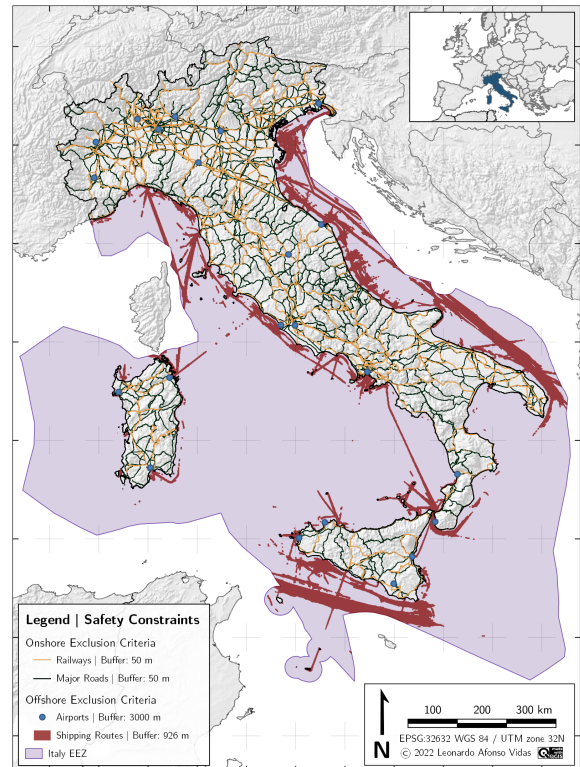 Legend | Safety Constraints
Onshore Exclusion Criteria
Railways | Buffer: 50 m
Major Roads | Buffer: 50 m
Offshore Exclusion Criteria
Airports | Buffer: 3000 m
Shipping Routes | Buffer: 926 m
Italy EEZ
100 200 300 km
N
EPSG:32632 WGS 84 / UTM zone 32N
© 2022 Leonardo Afonso Vidas